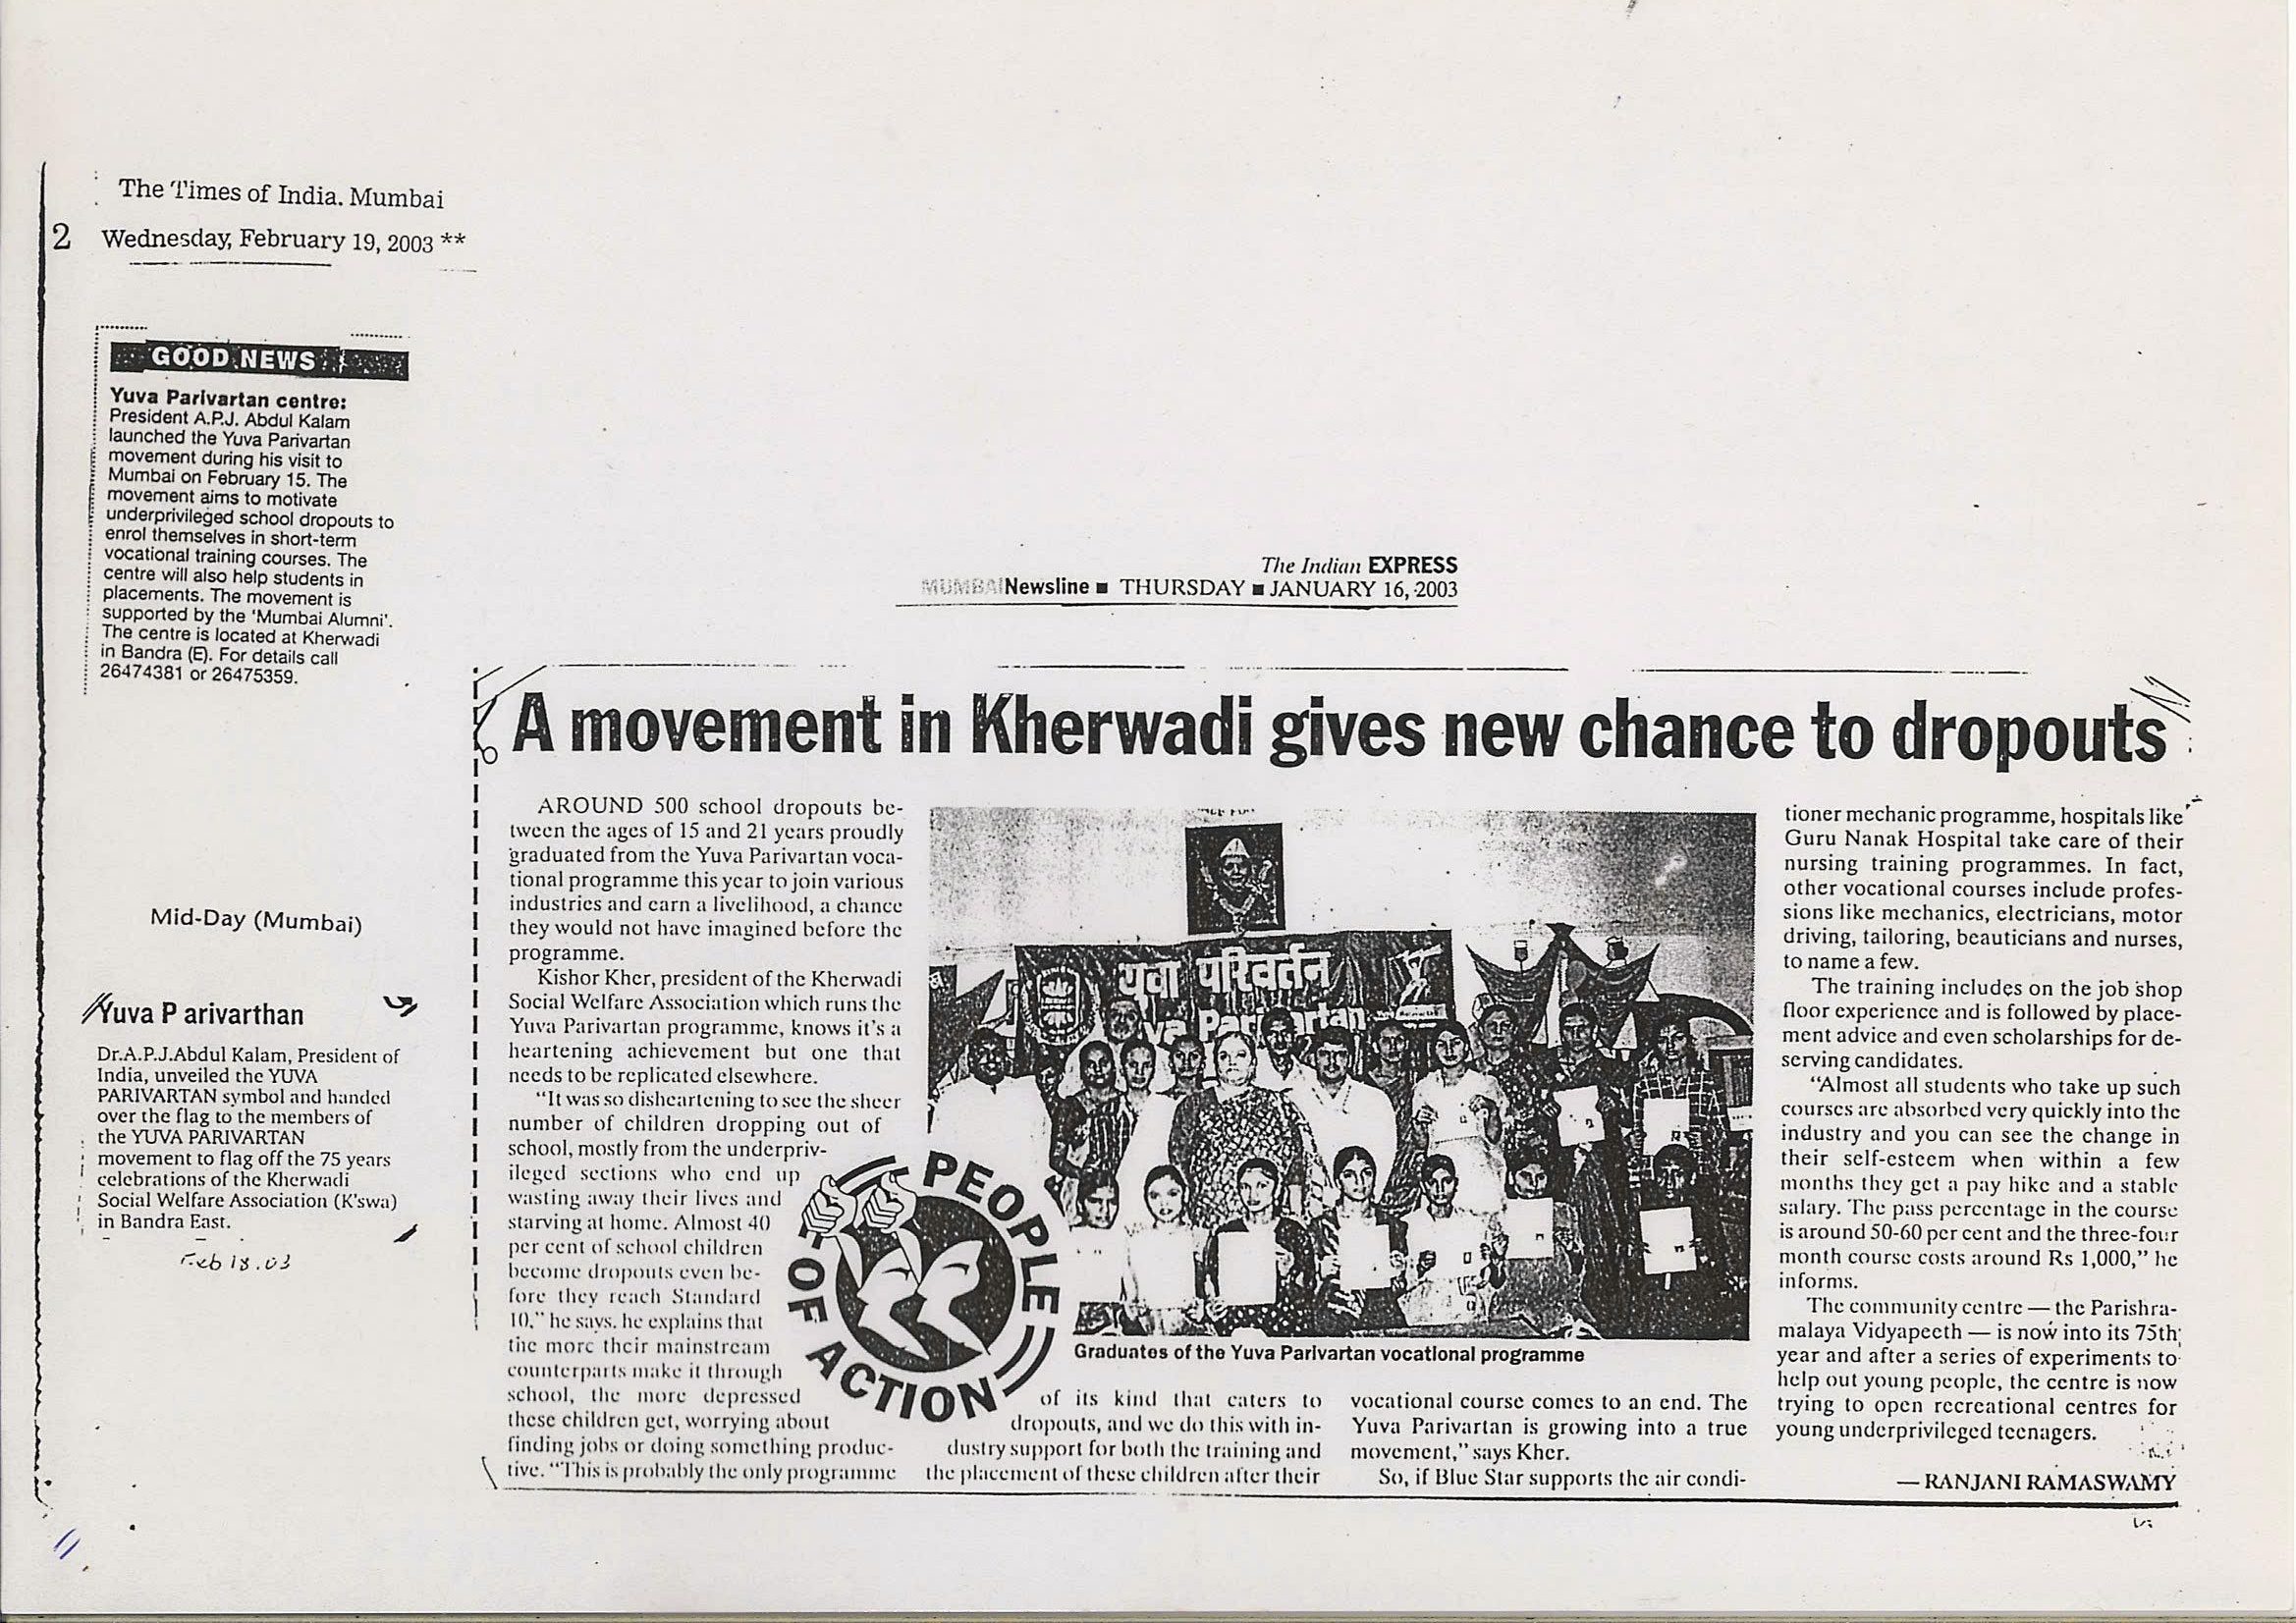 The Times of India. Mumbai
2 Wednesday, February 19, 2003 **
GOOD NEWS
Yuva Parivartan centre:
President A.P.J. Abdul Kalam
launched the Yuva Parivartan
movement during his visit to
Mumbai on February 15. The
movement aims to motivate
underprivileged school dropouts to
enrol themselves in short-term
vocational training courses. The
centre will also help students in
placements. The movement is
supported by the 'Mumbai Alumni'.
The centre is located at Kherwadi
in Bandra (E). For details call
26474381 or 26475359.
Mid-Day (Mumbai)
Yuva P arivarthan
Dr.A.P.J.Abdul Kalam, President of
India, unveiled the YUVA
PARIVARTAN symbol and handed
over the flag to the members of
the YUVA PARIVARTAN
movement to flag off the 75 years
celebrations of the Kherwadi
Social Welfare Association (K'swa)
in Bandra East.
Feb 18.03
The Indian EXPRESS
MUMBAI Newsline ■ THURSDAY ■ JANUARY 16, 2003
A movement in Kherwadi gives new chance to dropouts
AROUND 500 school dropouts be-
tween the ages of 15 and 21 years proudly
graduated from the Yuva Parivartan voca-
tional programme this year to join various
industries and earn a livelihood, a chance
they would not have imagined before the
programme.
Kishor Kher, president of the Kherwadi
Social Welfare Association which runs the
Yuva Parivartan programme, knows it's a
heartening achievement but one that
needs to be replicated elsewhere.
"It was so disheartening to see the sheer
number of children dropping out of
school, mostly from the underpriv-
ileged sections who end up
wasting away their lives and
starving at home. Almost 40
per cent of school children
become dropouts even be-
fore they reach Standard
10," he says. he explains that
the more their mainstream
counterparts make it through
school, the more depressed
these children get, worrying about
finding jobs or doing something produc-
tive. "This is probably the only programme
PEOPLE
OF ACTION
युवा परिवर्तन
va Parivartan
Graduates of the Yuva Parivartan vocational programme
of its kind that caters to
dropouts, and we do this with in-
dustry support for both the training and
the placement of these children after their
vocational course comes to an end. The
Yuva Parivartan is growing into a true
movement," says Kher.
So, if Blue Star supports the air condi-
tioner mechanic programme, hospitals like
Guru Nanak Hospital take care of their
nursing training programmes. In fact,
other vocational courses include profes-
sions like mechanics, electricians, motor
driving, tailoring, beauticians and nurses,
to name a few.
The training includes on the job shop
floor experience and is followed by place-
ment advice and even scholarships for de-
serving candidates.
"Almost all students who take up such
courses are absorbed very quickly into the
industry and you can see the change in
their self-esteem when within a few
months they get a pay hike and a stable
salary. The pass percentage in the course
is around 50-60 per cent and the three-four
month course costs around Rs 1,000," he
informs.
The community centre — the Parishra-
malaya Vidyapeeth — is now into its 75th
year and after a series of experiments to
help out young people, the centre is now
trying to open recreational centres for
young underprivileged teenagers.
— RANJANI RAMASWAMY